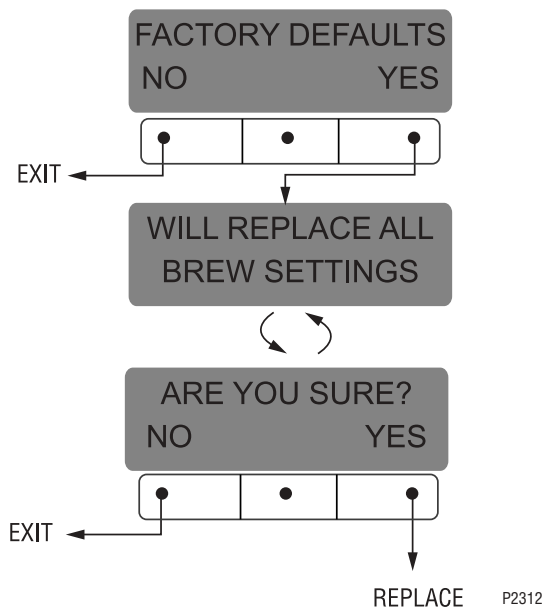 FACTORY DEFAULTS
NO YES
EXIT
WILL REPLACE ALL
BREW SETTINGS
ARE YOU SURE?
NO YES
EXIT
REPLACE P2312